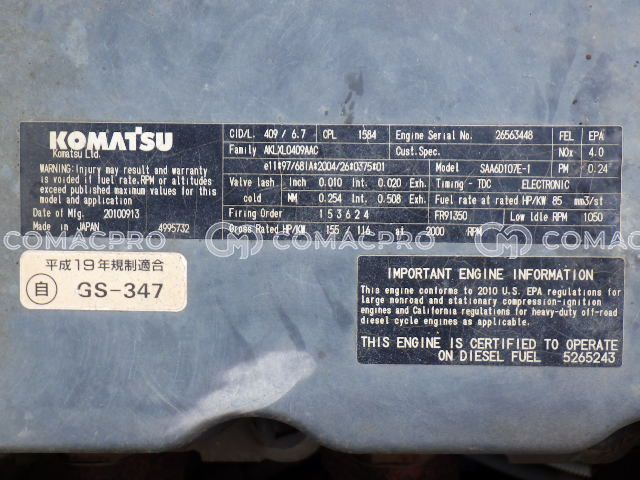 KOMATSU
Komatsu Ltd.
WARNING:Injury may result and warranty
is voided if fuel rate.RPM or altitudes
exceed published maximum values for this
model and application
Date of Mfg. 20100913
Made in JAPAN 4995732
CID/L. 409 / 6.7 CPL 1584 Engine Serial No. 26563448 FEL EPA
Family AKLXL0409AAC Cust.Spec. NOx 4.0
e11#97/68IA#2004/26#0375#01 Model SAA6D107E-1 PM 0.24
Valve lash Inch 0.010 Int. 0.020 Exh. Timing - TDC ELECTRONIC
cold MM 0.254 Int. 0.508 Exh. Fuel rate at rated HP/KW 85 mm3/st
Firing Order 1 5 3 6 2 4 FR91350 Low Idle RPM 1050
Gross Rated HP/KW 155 / 116 at 2000 RPM
COMACPRO COMACPRO COMACPRO COMACPRO
平成19年規制適合
自 GS-347
IMPORTANT ENGINE INFORMATION
This engine conforms to 2010 U.S. EPA regulations for
large nonroad and stationary compression-ignition
engines and California regulations for heavy-duty off-road
diesel cycle engines as applicable.
THIS ENGINE IS CERTIFIED TO OPERATE
ON DIESEL FUEL 5265243